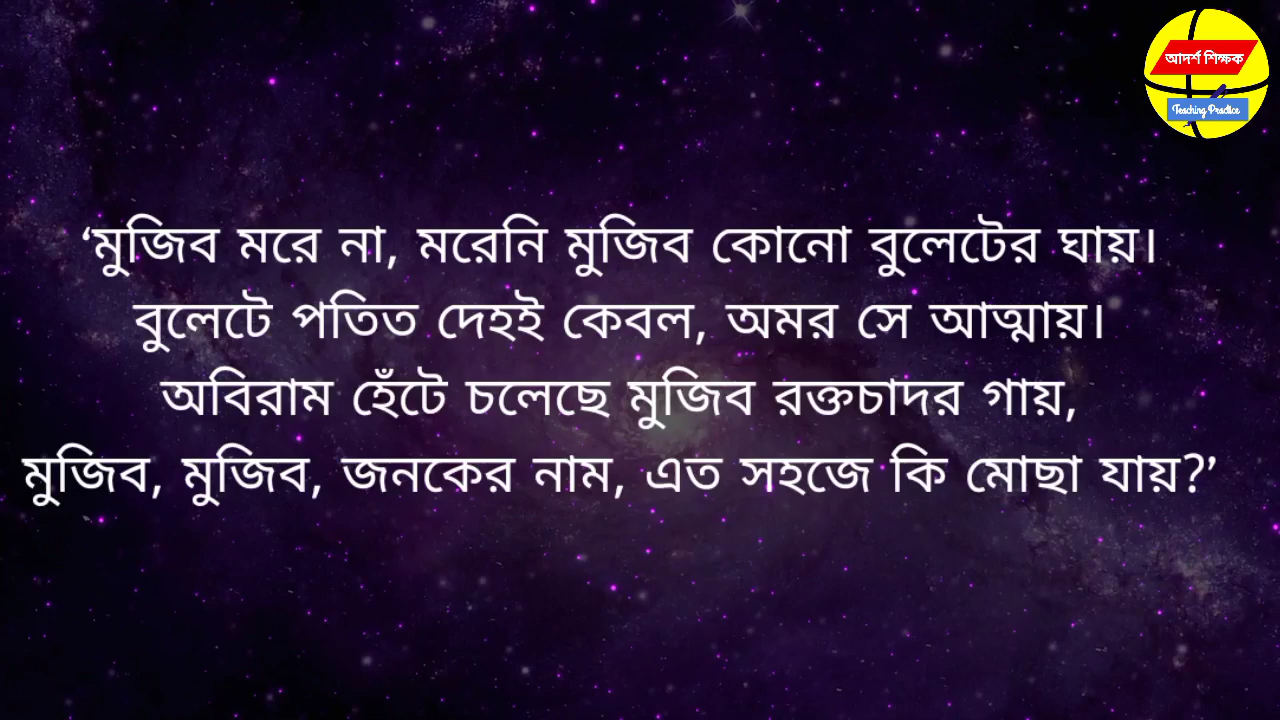 আদর্শ শিক্ষক
Teaching Practice
‘মুজিব মরে না, মরেনি মুজিব কোনো বুলেটের ঘায়।
বুলেটে পতিত দেহই কেবল, অমর সে আত্মায়।
অবিরাম হেঁটে চলেছে মুজিব রক্তচাদর গায়,
মুজিব, মুজিব, জনকের নাম, এত সহজে কি মোছা যায়?’